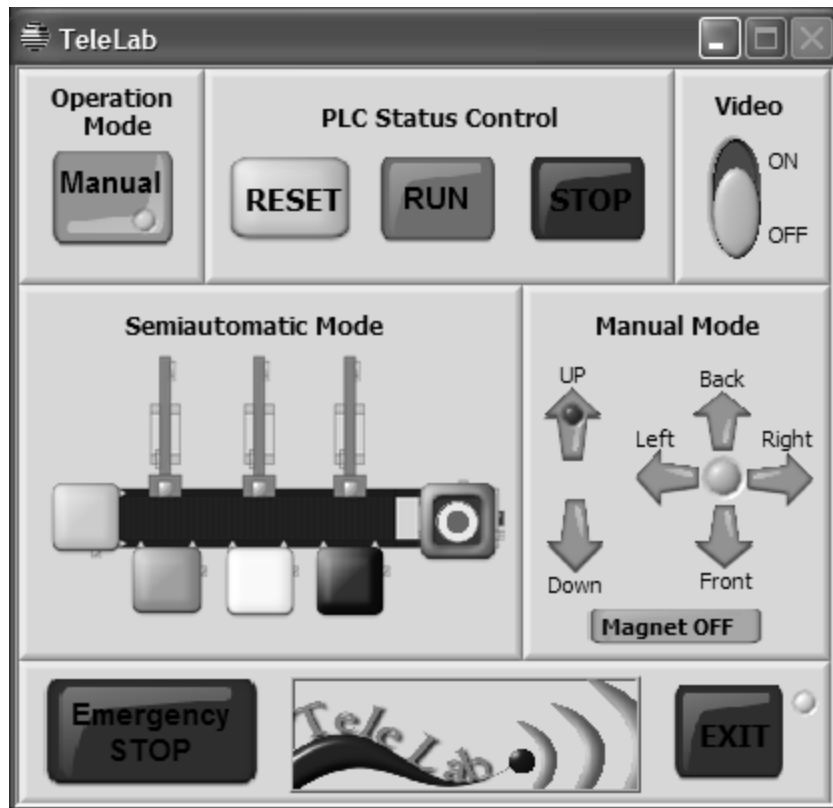 TeleLab
Operation
Mode
Manual
PLC Status Control
RESET
RUN
STOP
Video
ON
OFF
Semiautomatic Mode
Manual Mode
UP
Back
Left
Right
Down
Front
Magnet OFF
Emergency
STOP
TeleLab
EXIT